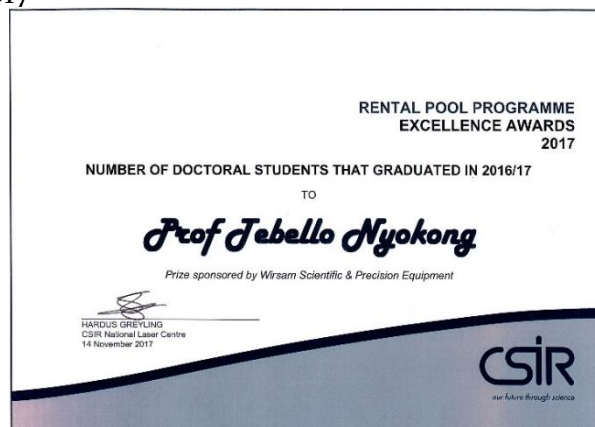 RENTAL POOL PROGRAMME
EXCELLENCE AWARDS
2017
NUMBER OF DOCTORAL STUDENTS THAT GRADUATED IN 2016/17
TO
Prof Tebello Nyokong
Prize sponsored by Wirsam Scientific & Precision Equipment
HARDUS GREYLING
CSIR National Laser Centre
14 November 2017
CSIR
our future through science